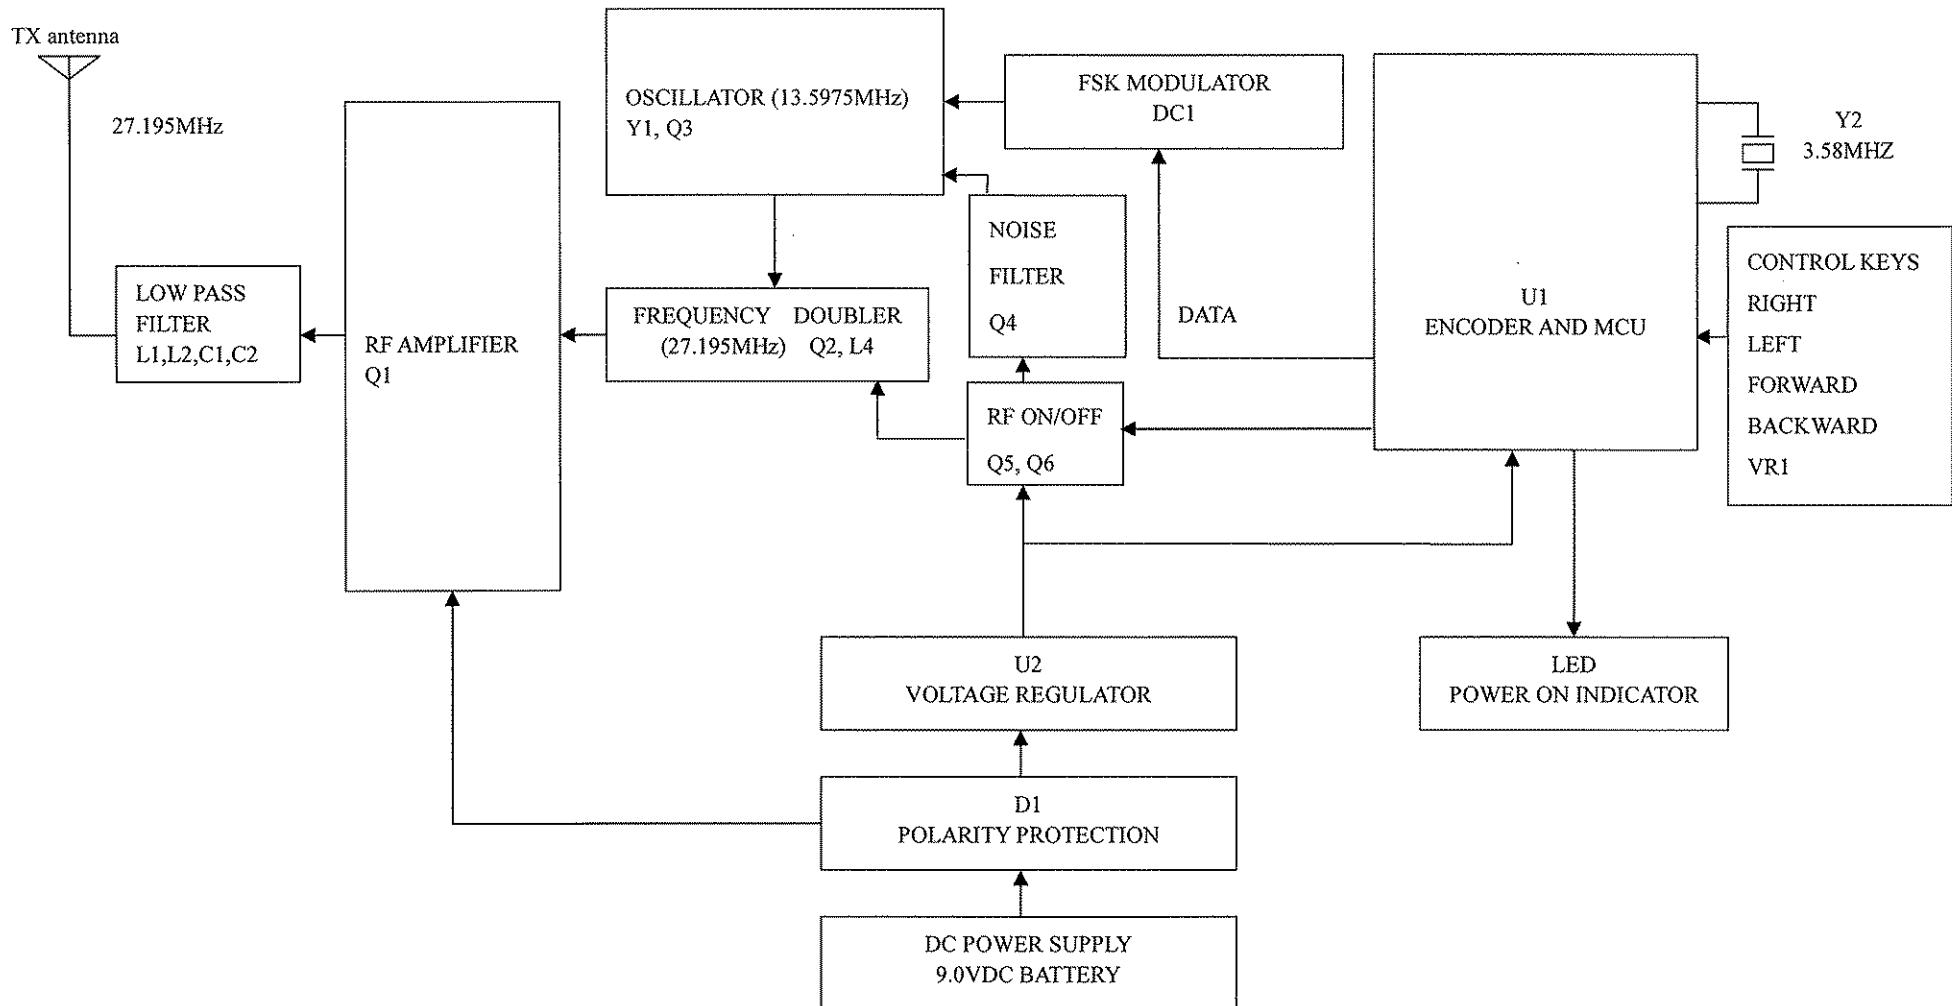 TX antenna
27.195MHz
OSCILLATOR (13.5975MHz)
Y1, Q3
FSK MODULATOR
DC1
Y2
3.58MHZ
NOISE
FILTER
Q4
DATA
U1
ENCODER AND MCU
CONTROL KEYS
RIGHT
LEFT
FORWARD
BACKWARD
VR1
LOW PASS
FILTER
L1,L2,C1,C2
RF AMPLIFIER
Q1
FREQUENCY DOUBLER
(27.195MHz) Q2, L4
RF ON/OFF
Q5, Q6
U2
VOLTAGE REGULATOR
LED
POWER ON INDICATOR
D1
POLARITY PROTECTION
DC POWER SUPPLY
9.0VDC BATTERY